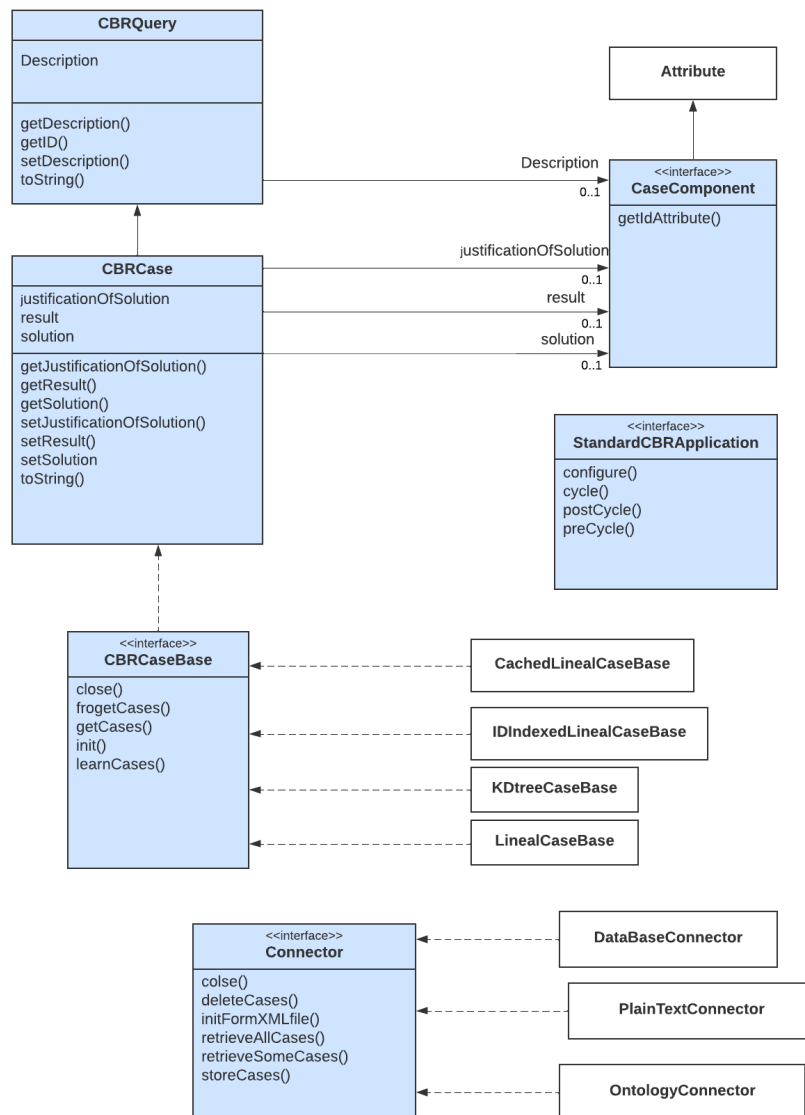 CBRQuery
Description
getDescription()
getID()
setDescription()
toString()
Attribute
Description
0..1
<<interface>>
CaseComponent
getIdAttribute()
CBRCase
justificationOfSolution
result
solution
getJustificationOfSolution()
getResult()
getSolution()
setJustificationOfSolution()
setResult()
setSolution
toString()
justificationOfSolution
0..1
result
0..1
solution
0..1
<<interface>>
StandardCBRApplication
configure()
cycle()
postCycle()
preCycle()
<<interface>>
CBRCaseBase
close()
frogetCases()
getCases()
init()
learnCases()
CachedLinealCaseBase
IDIndexedLinealCaseBase
KDtreeCaseBase
LinealCaseBase
<<interface>>
Connector
colse()
deleteCases()
initFormXMLfile()
retrieveAllCases()
retrieveSomeCases()
storeCases()
DataBaseConnector
PlainTextConnector
OntologyConnector